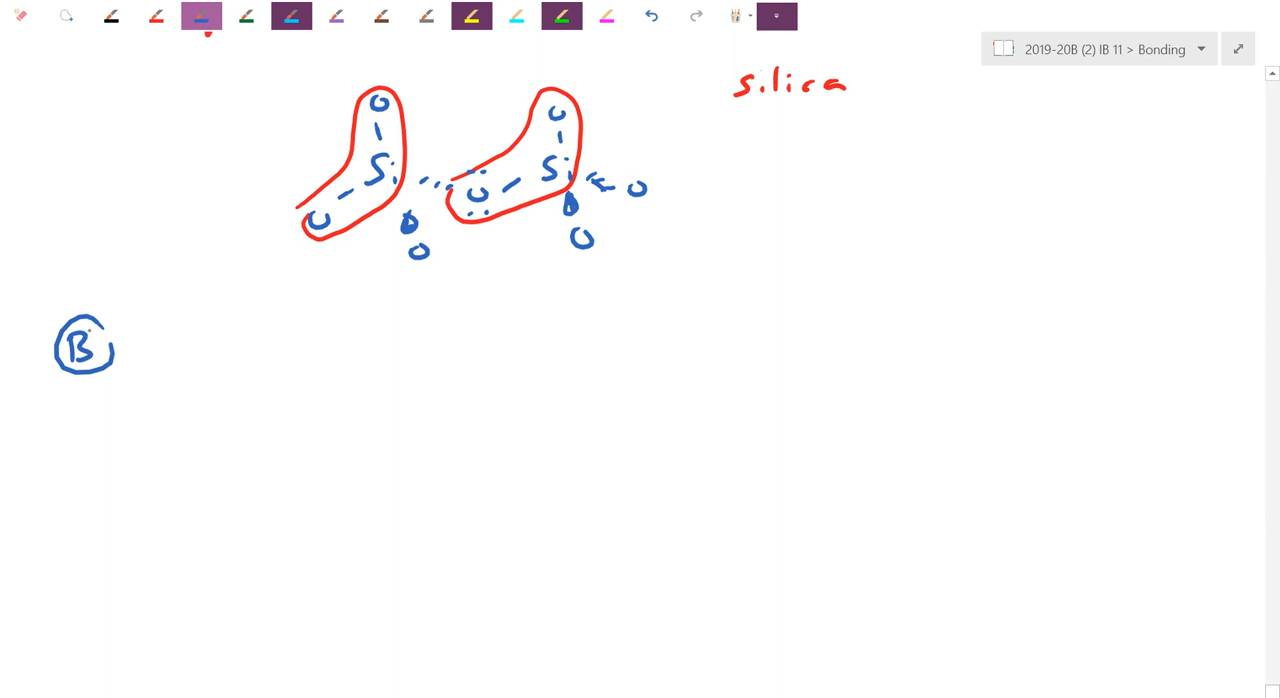 2019-20B (2) IB 11 > Bonding
silica
O O
Si Si O
O O
O O
B